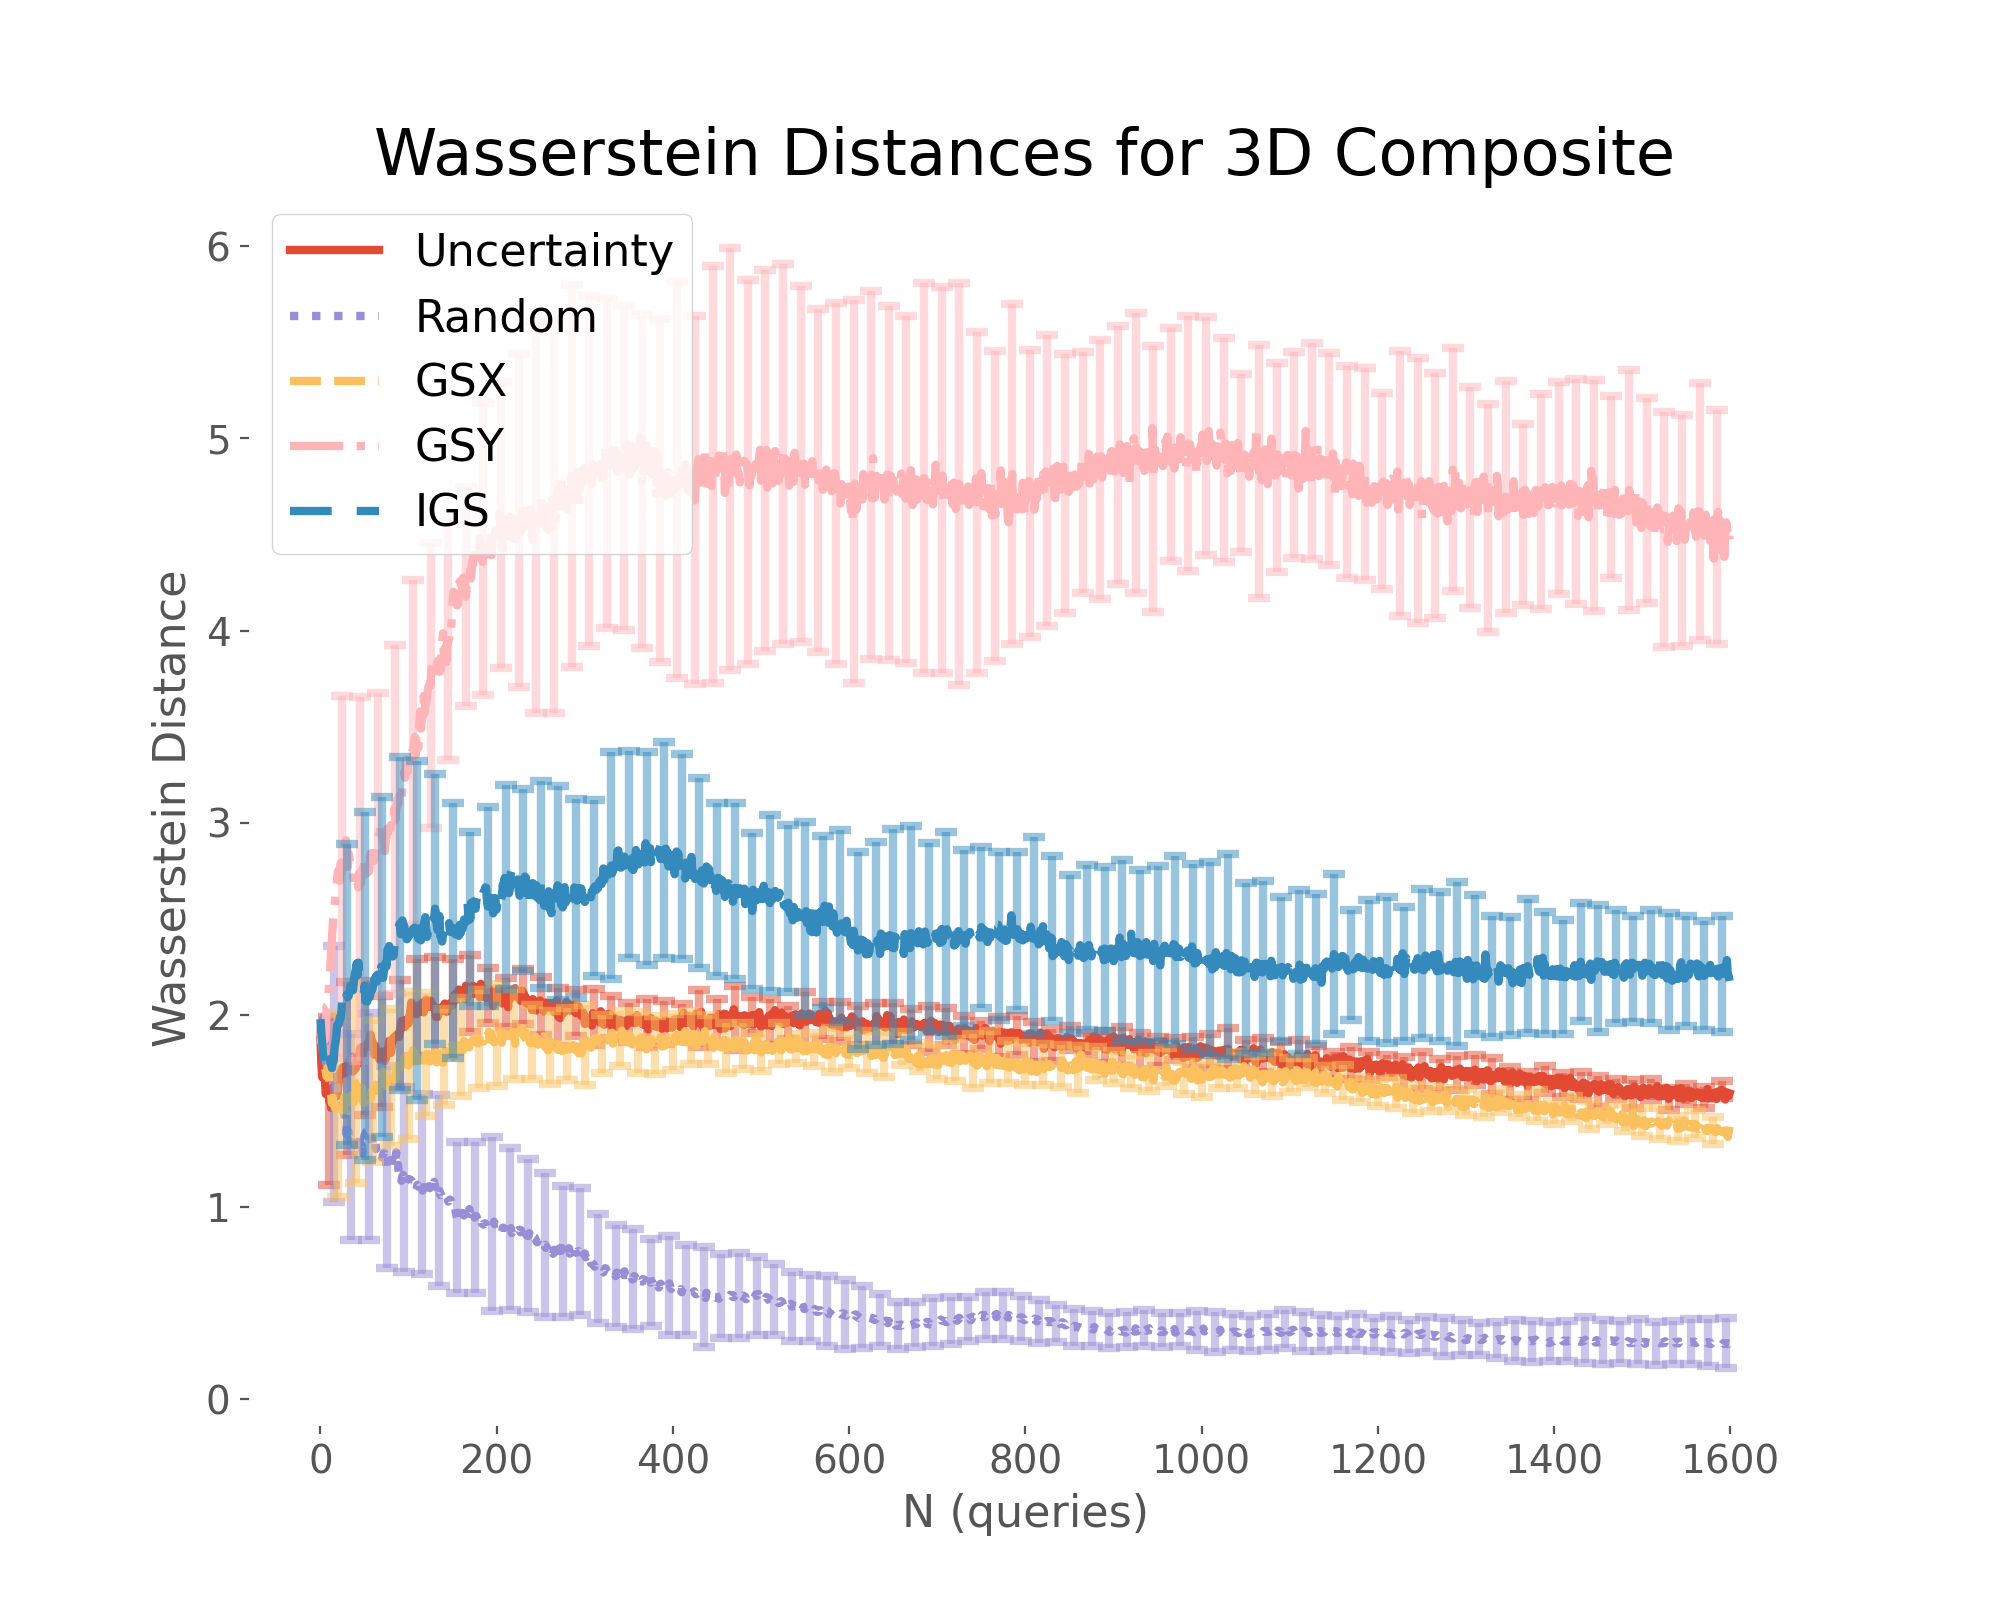 Wasserstein Distances for 3D Composite
Uncertainty
Random
GSX
GSY
IGS
Wasserstein Distance
6
5
4
3
2
1
0
0 200 400 600 800 1000 1200 1400 1600
N (queries)